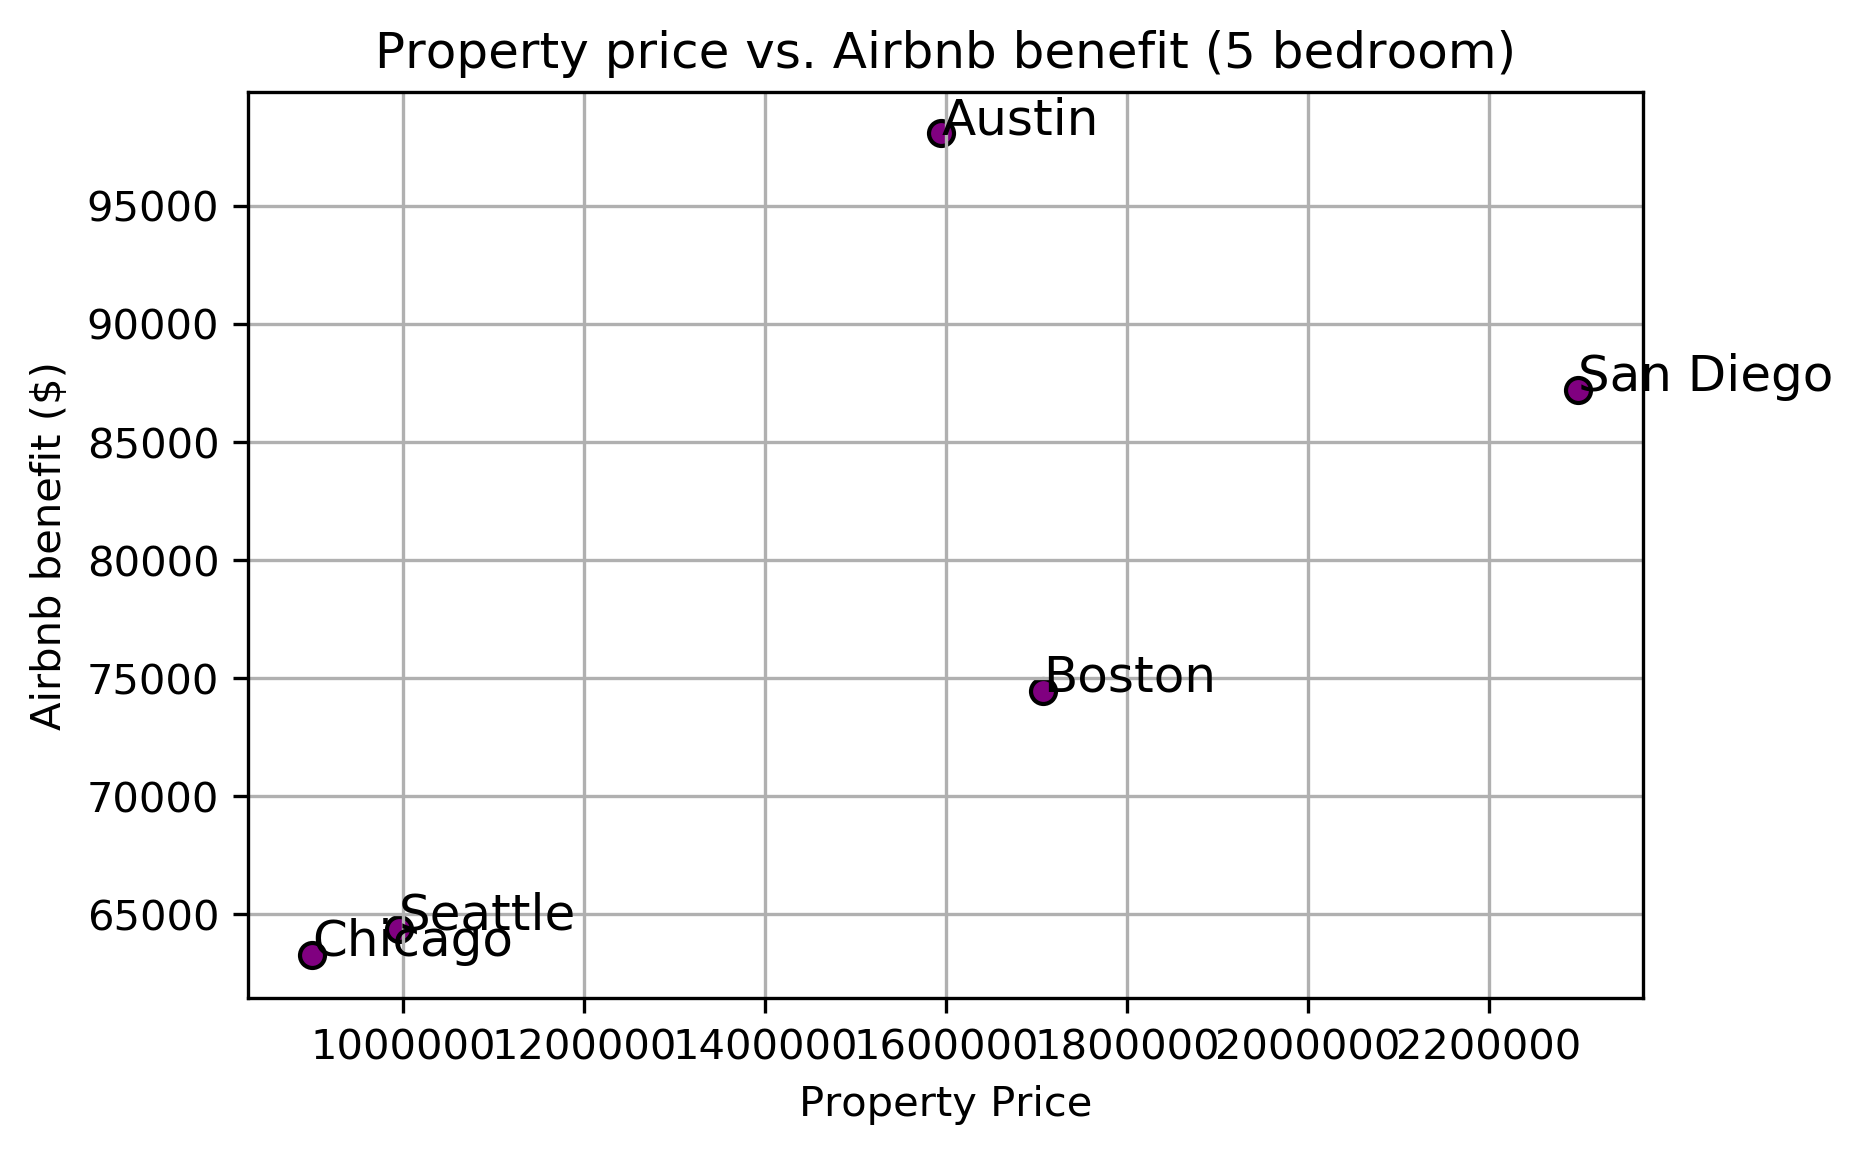 Property price vs. Airbnb benefit (5 bedroom)
Austin
95000
90000
San Diego
85000
Airbnb benefit ($)
80000
Boston
75000
70000
Seattle
65000
Chicago
1000000 1200000 1400000 1600000 1800000 2000000 2200000
Property Price